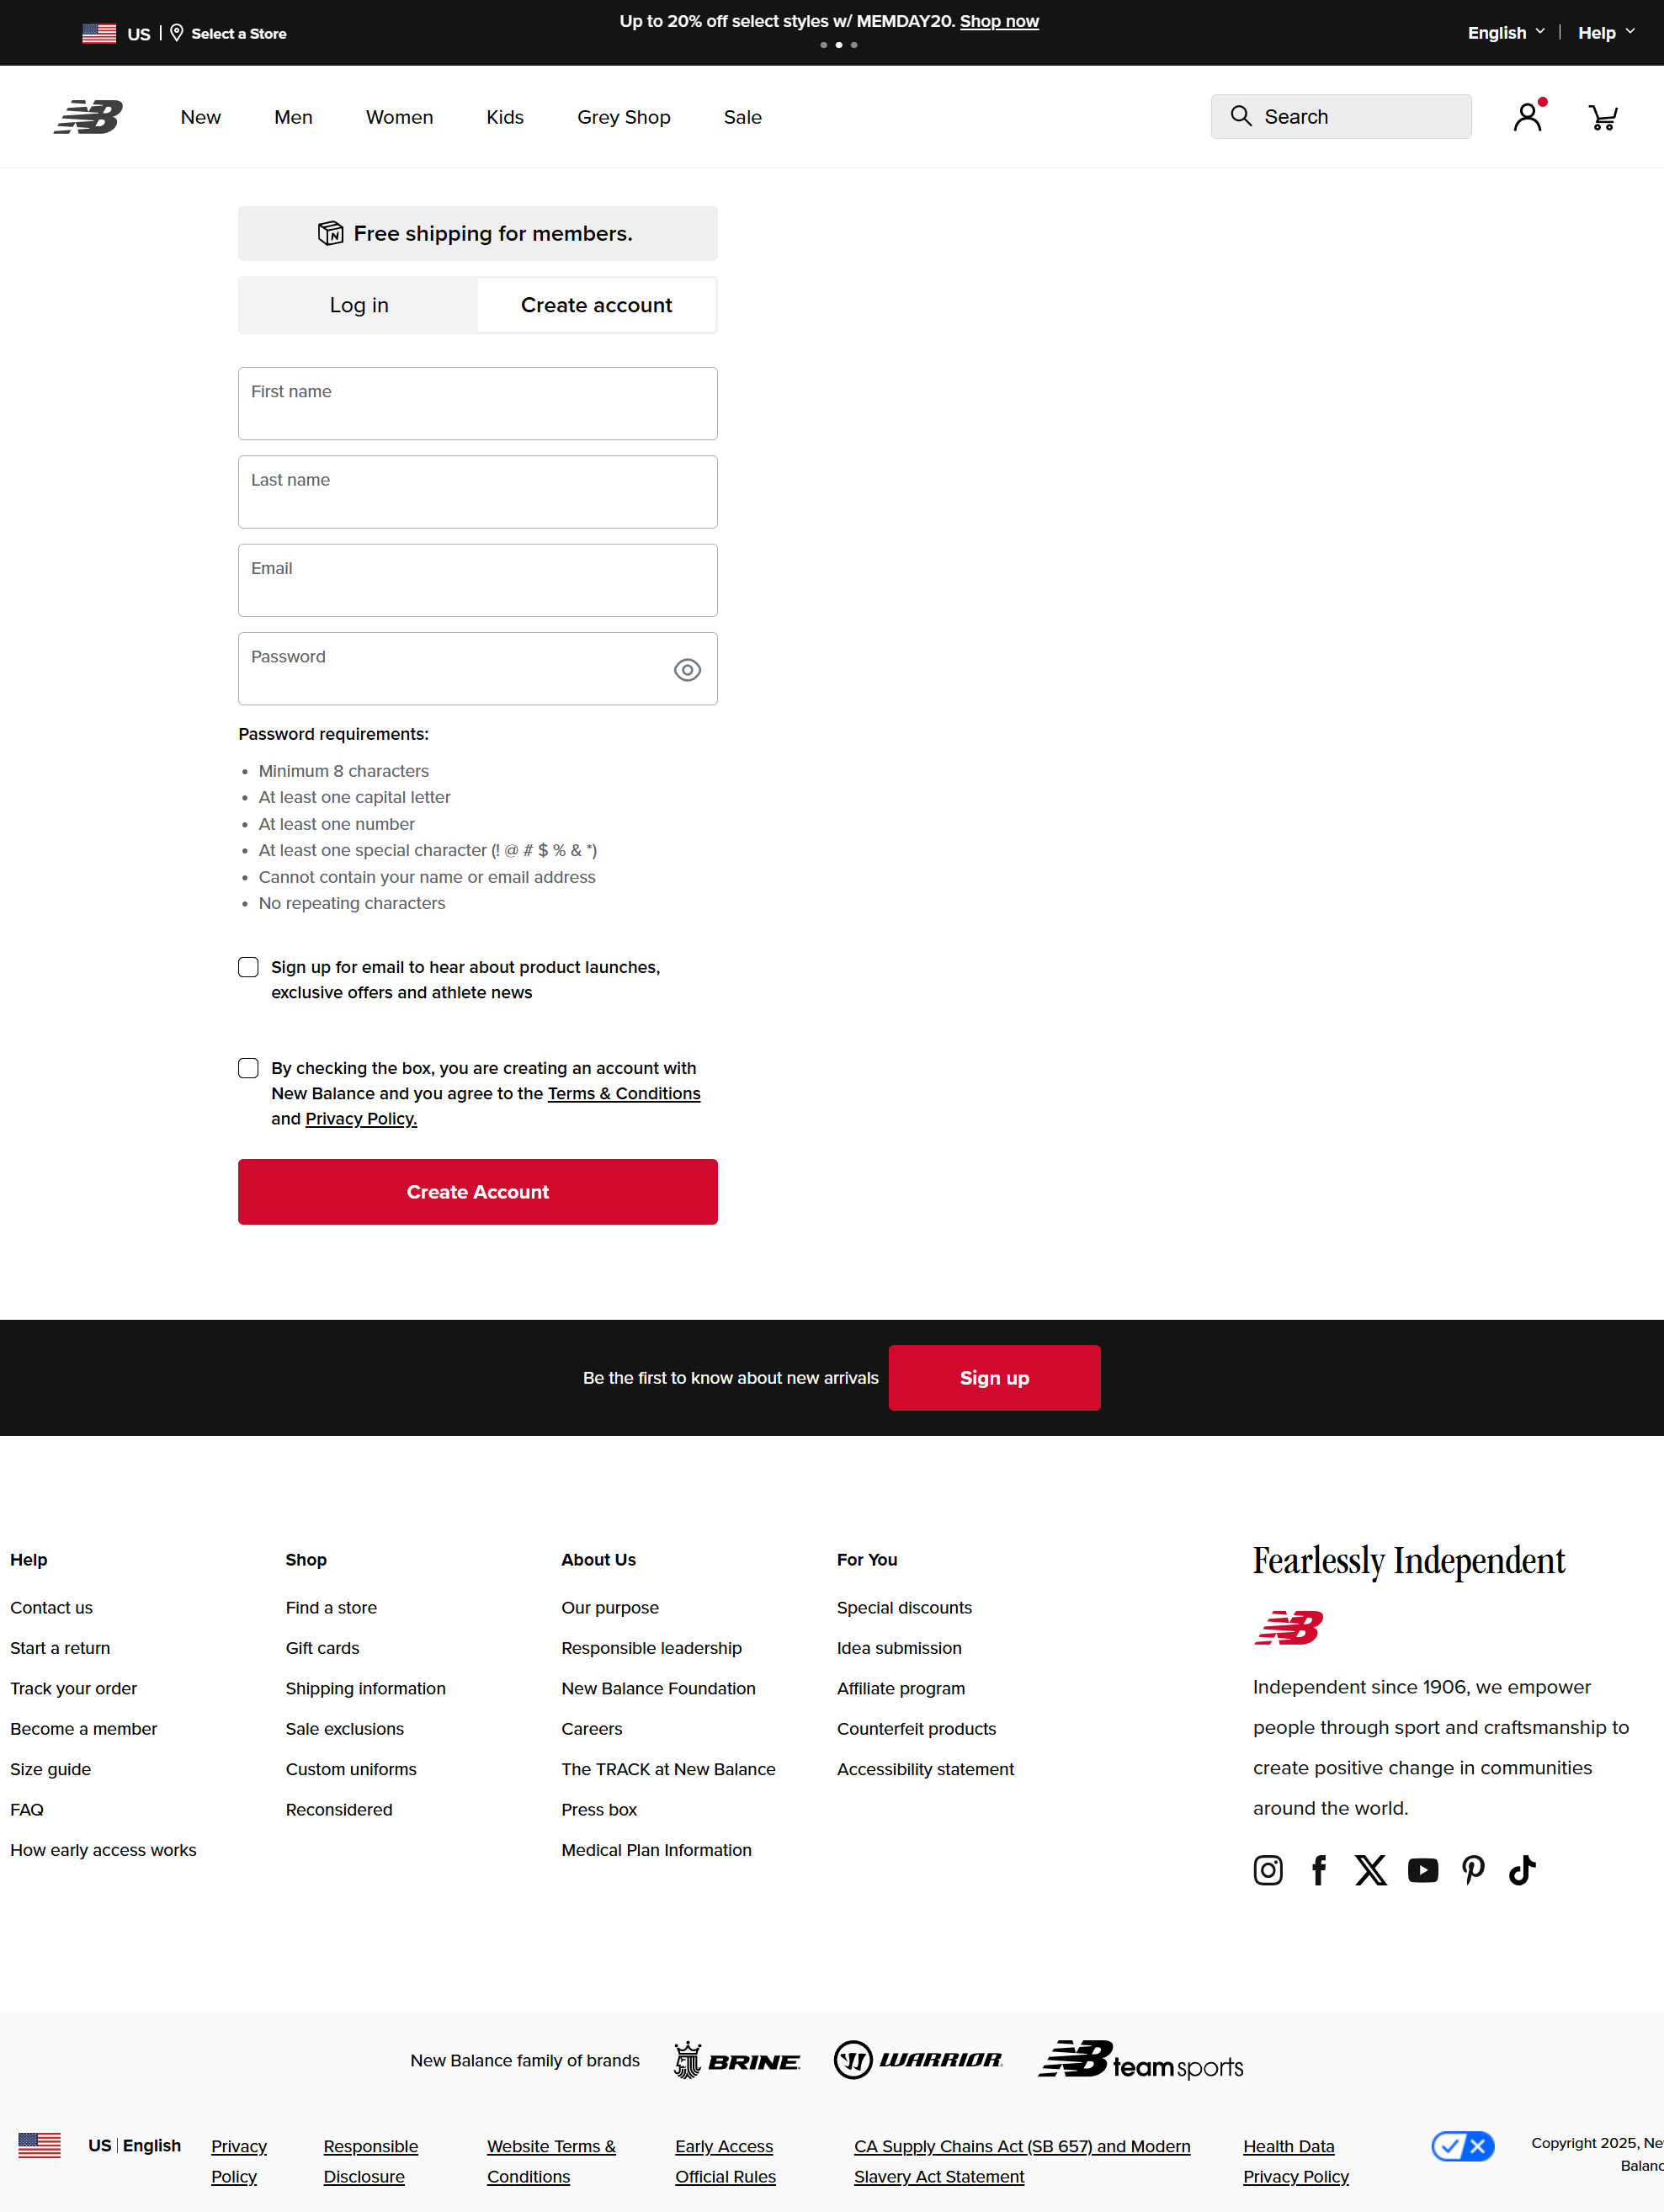 US | Select a Store
Up to 20% off select styles w/ MEMDAY20. Shop now
English | Help
NB
New Men Women Kids Grey Shop Sale
Search
Free shipping for members.
Log in
Create account
First name
Last name
Email
Password
Password requirements:
• Minimum 8 characters
• At least one capital letter
• At least one number
• At least one special character (! @ # $ % & *)
• Cannot contain your name or email address
• No repeating characters
Sign up for email to hear about product launches,
exclusive offers and athlete news
By checking the box, you are creating an account with
New Balance and you agree to the Terms & Conditions
and Privacy Policy.
Create Account
Be the first to know about new arrivals
Sign up
Help
Contact us
Start a return
Track your order
Become a member
Size guide
FAQ
How early access works
Shop
Find a store
Gift cards
Shipping information
Sale exclusions
Custom uniforms
Reconsidered
About Us
Our purpose
Responsible leadership
New Balance Foundation
Careers
The TRACK at New Balance
Press box
Medical Plan Information
For You
Special discounts
Idea submission
Affiliate program
Counterfeit products
Accessibility statement
Fearlessly Independent
NB
Independent since 1906, we empower
people through sport and craftsmanship to
create positive change in communities
around the world.
New Balance family of brands
BRINE
WARRIOR
NB teamsports
US | English
Privacy
Policy
Responsible
Disclosure
Website Terms &
Conditions
Early Access
Official Rules
CA Supply Chains Act (SB 657) and Modern
Slavery Act Statement
Health Data
Privacy Policy
Copyright 2025, Ne
Balanc